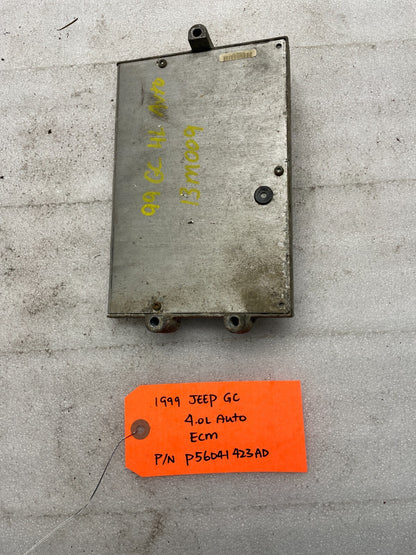 99 GC 4L Auto
13M009
1999 JEEP GC
4.0L Auto
ECM
P/N P56041423AD